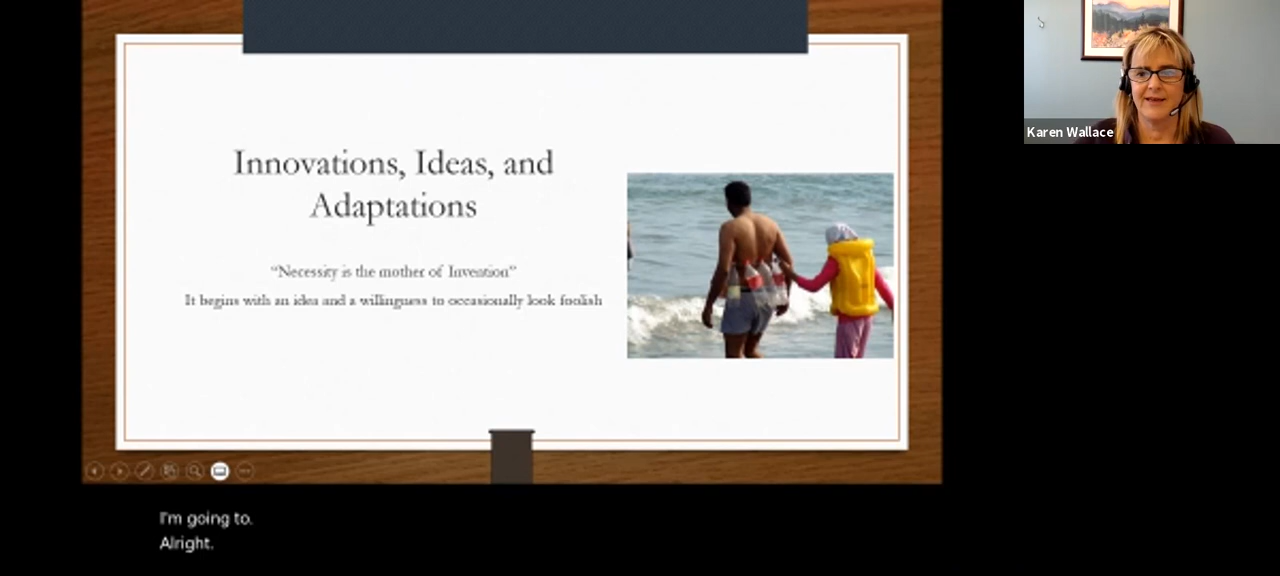 Innovations, Ideas, and
Adaptations
“Necessity is the mother of Invention”
It begins with an idea and a willingness to occasionally look foolish
Karen Wallace
I'm going to.
Alright.